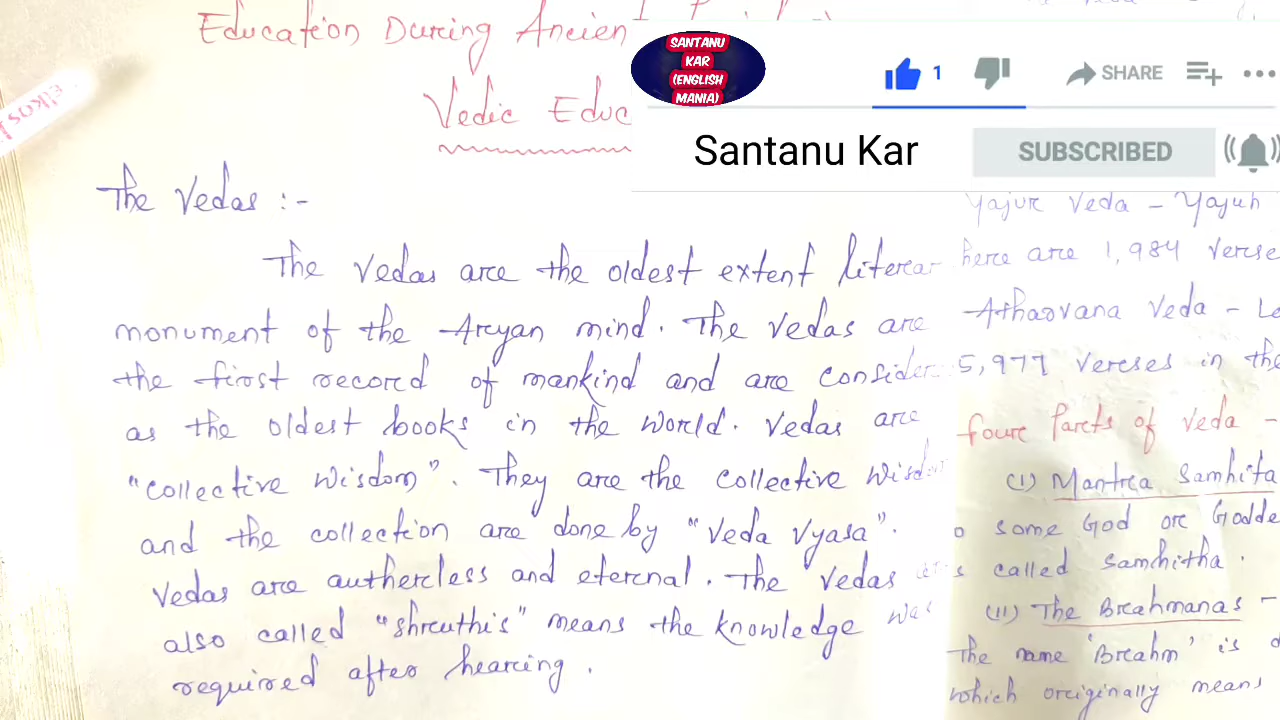 Education During Ancien
Vedic Educ
The Vedas :-
The Vedas are the oldest extent literar
monument of the Aryan mind. The Vedas are
the first record of mankind and are consider
as the oldest books in the world. Vedas are
"collective wisdom". They are the collective wisdom
and the collection are done by "Veda Vyasa".
Vedas areautherless and eternal. The Vedas
also called "shruthis" means the knowledge was
required after hearing.
SANTANU
KAR
(ENGLISH
MANIA)
1
SHARE
Santanu Kar
SUBSCRIBED
Yajur Veda - Yajuh
here are 1,984 verse
Atharvana Veda - Le
5,977 verses in the
four Parts of Veda -
(I) Mantra Samhita
o some God or Godde
s called Samhitha.
(II) The Brahmanas -
The name 'Brahm' is d
which originally means